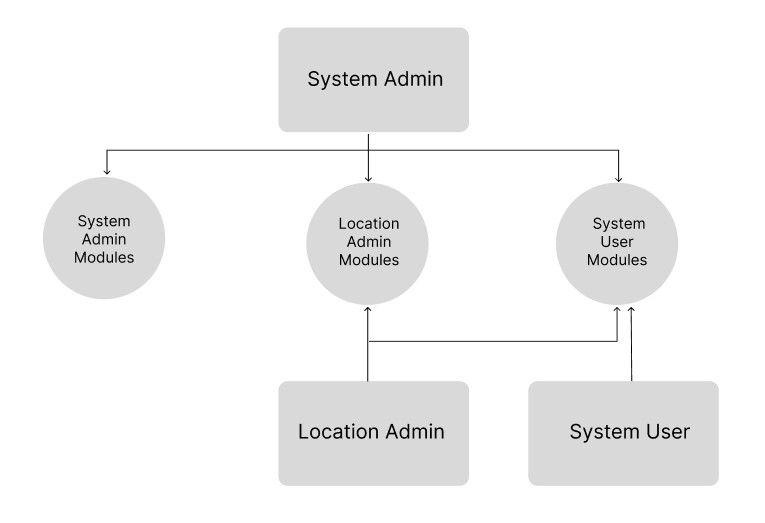 System Admin
System
Admin
Modules
Location
Admin
Modules
System
User
Modules
Location Admin
System User